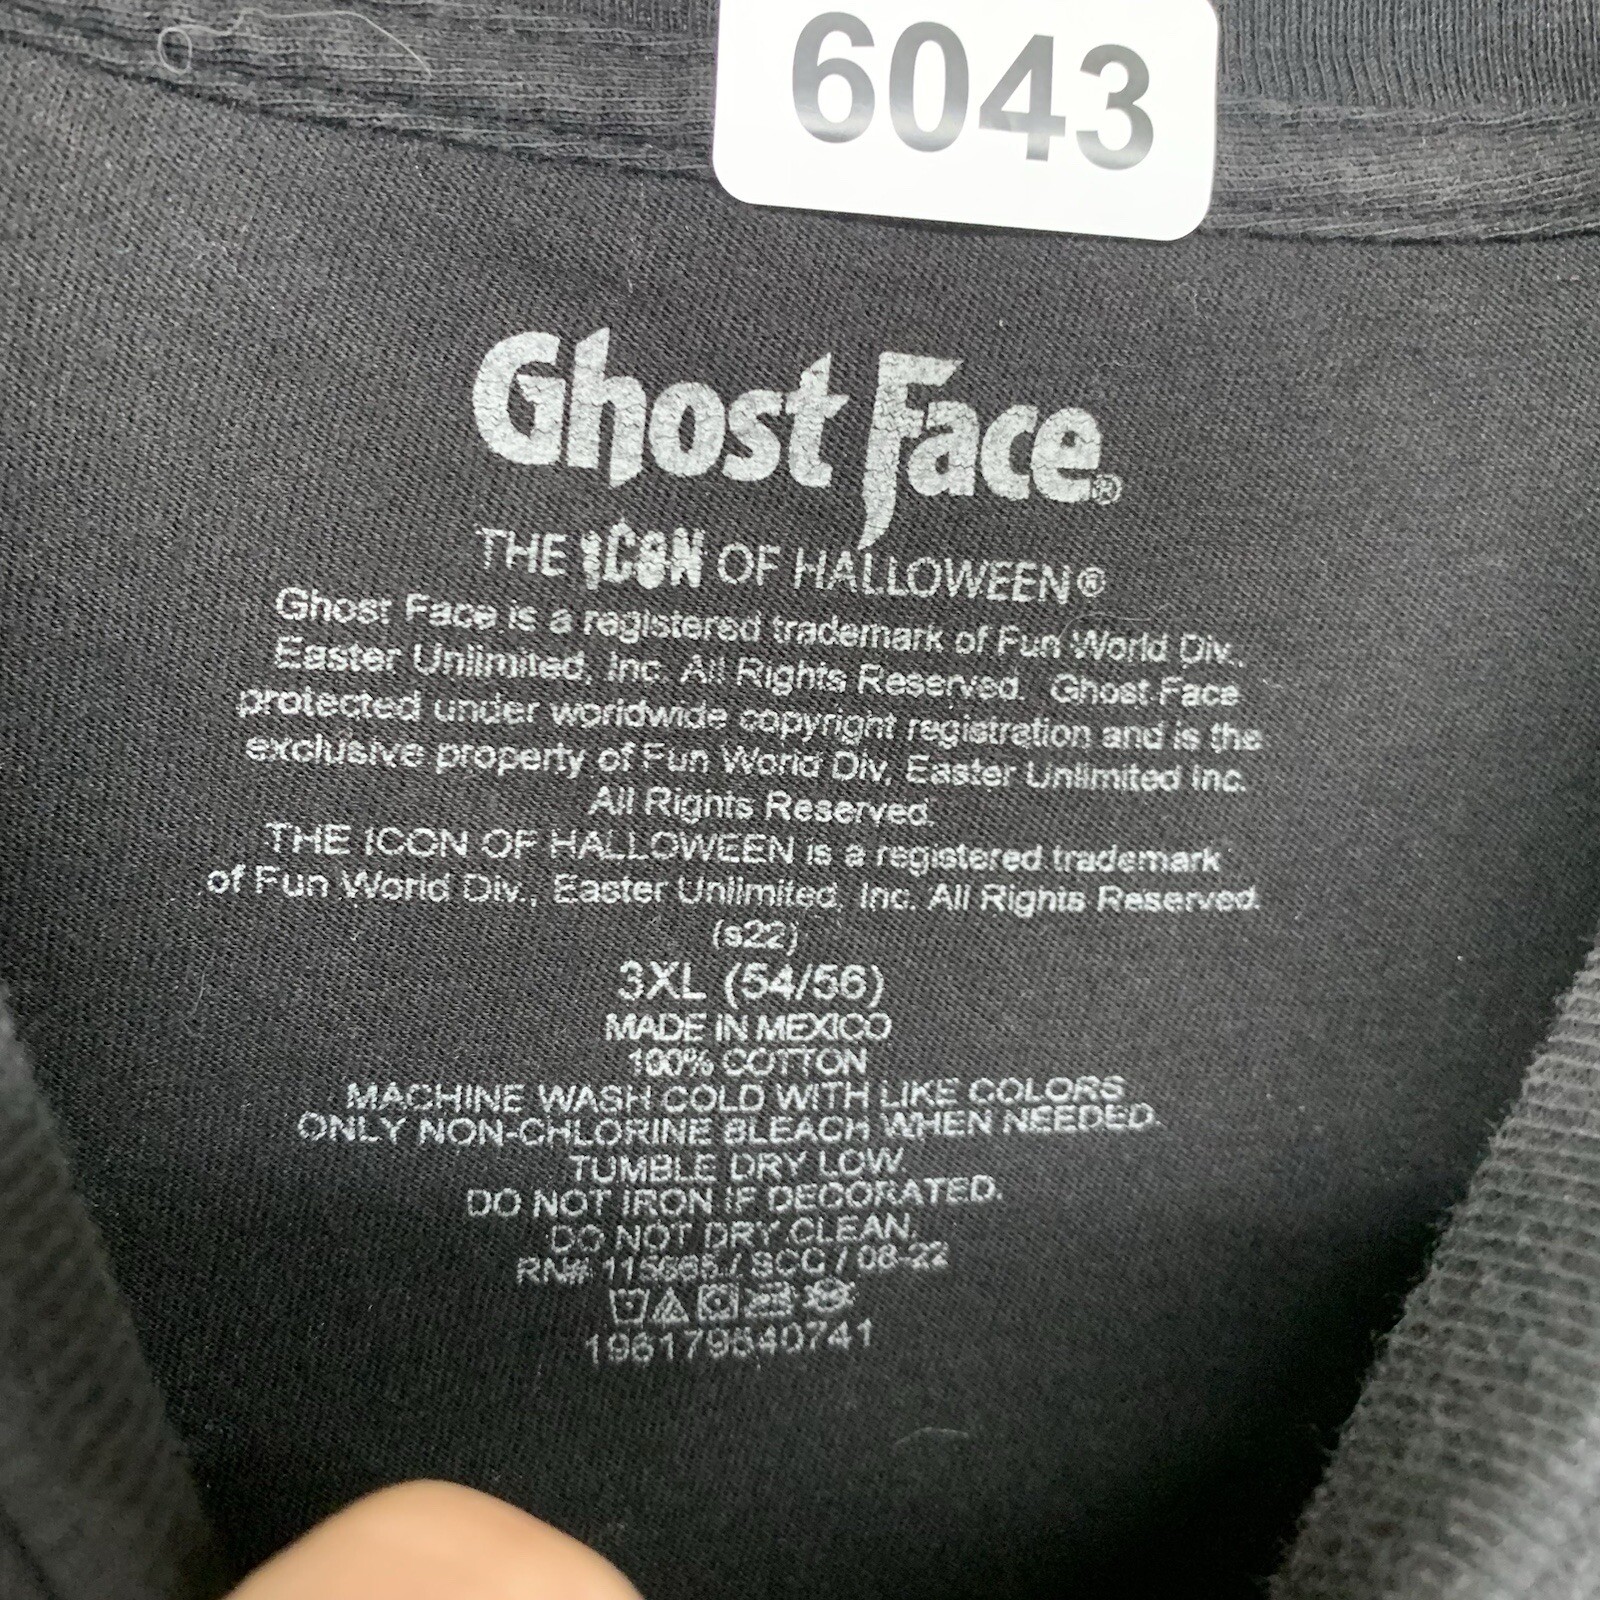 6043
Ghost Face®
THE ICON OF HALLOWEEN®
Ghost Face is a registered trademark of Fun World Div.,
Easter Unlimited, Inc. All Rights Reserved. Ghost Face
protected under worldwide copyright registration and is the
exclusive property of Fun World Div, Easter Unlimited Inc.
All Rights Reserved.
THE ICON OF HALLOWEEN is a registered trademark
of Fun World Div., Easter Unlimited, Inc. All Rights Reserved.
(s22)
3XL (54/56)
MADE IN MEXICO
100% COTTON
MACHINE WASH COLD WITH LIKE COLORS
ONLY NON-CHLORINE BLEACH WHEN NEEDED.
TUMBLE DRY LOW.
DO NOT IRON IF DECORATED.
DO NOT DRY CLEAN.
RN# / SCC / 08-22